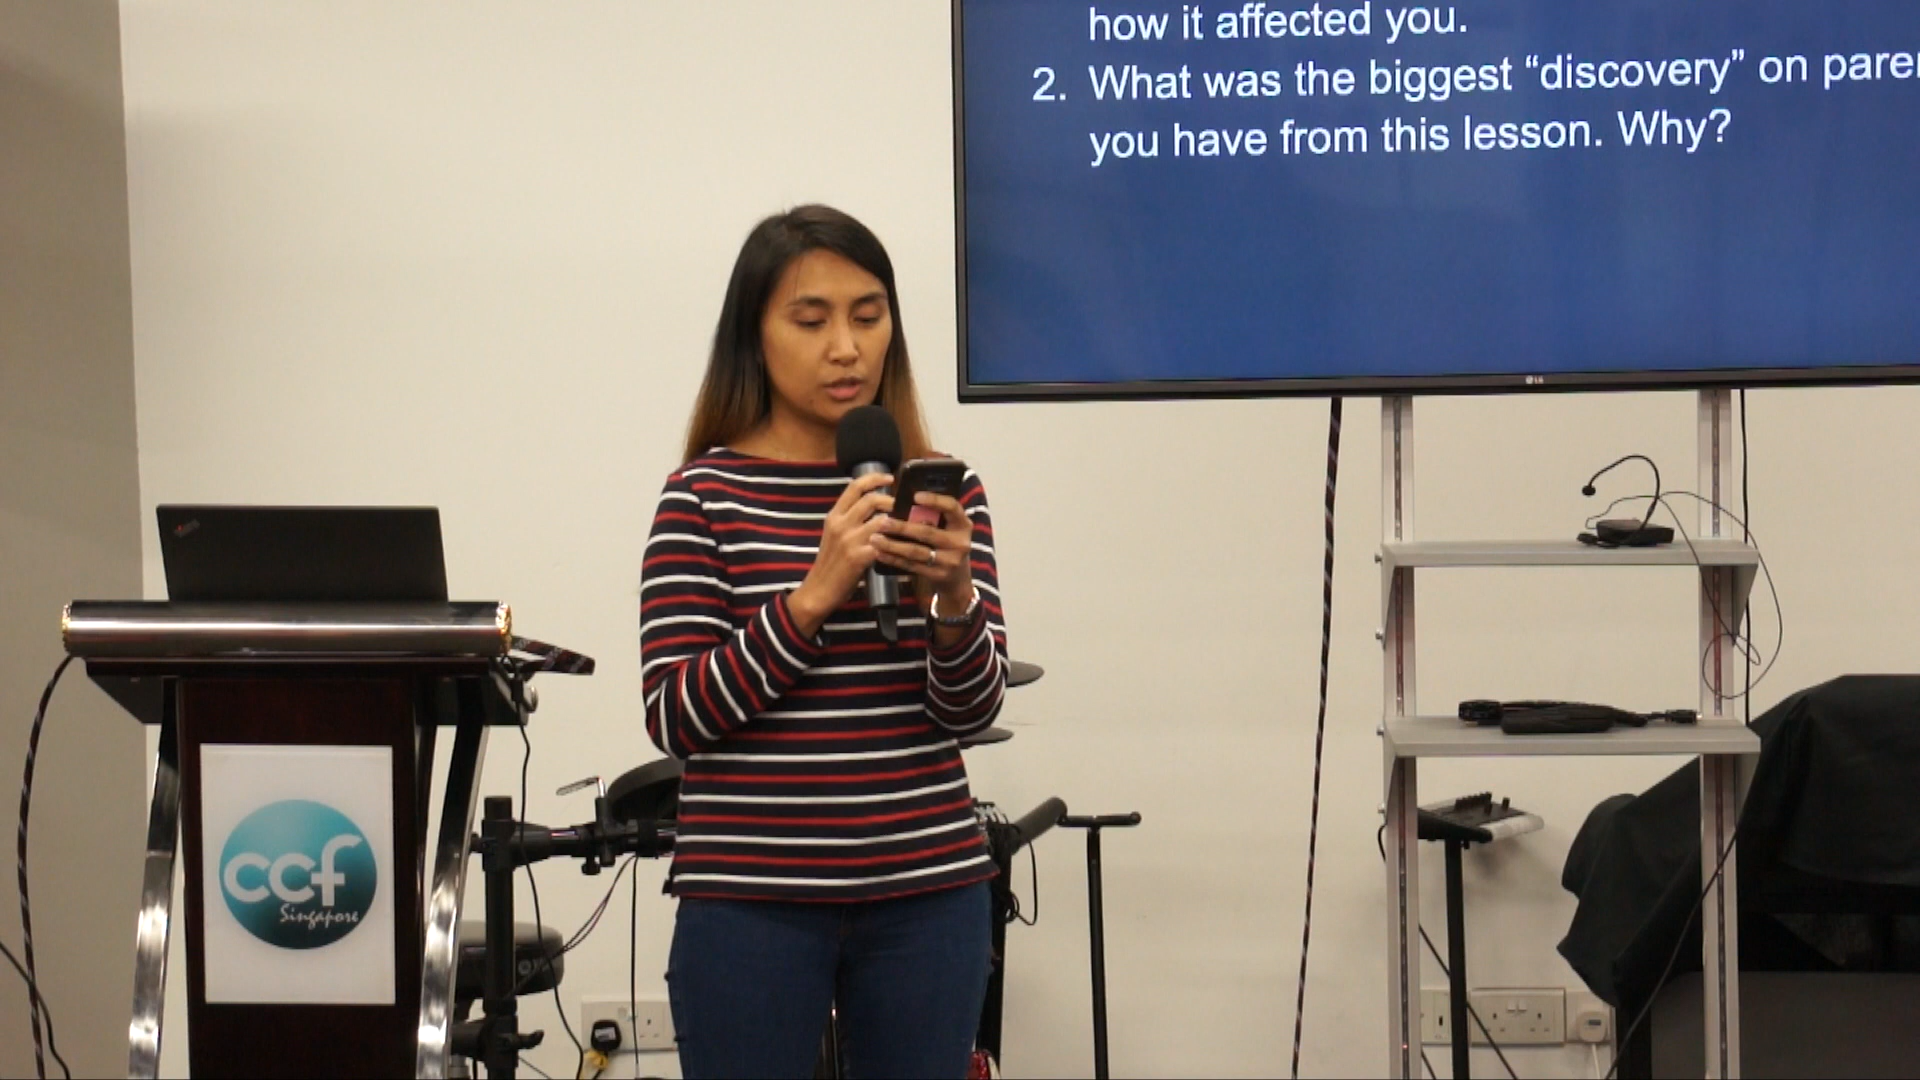 how it affected you.
2. What was the biggest “discovery” on
you have from this lesson. Why?
LG
ccf
Singapore